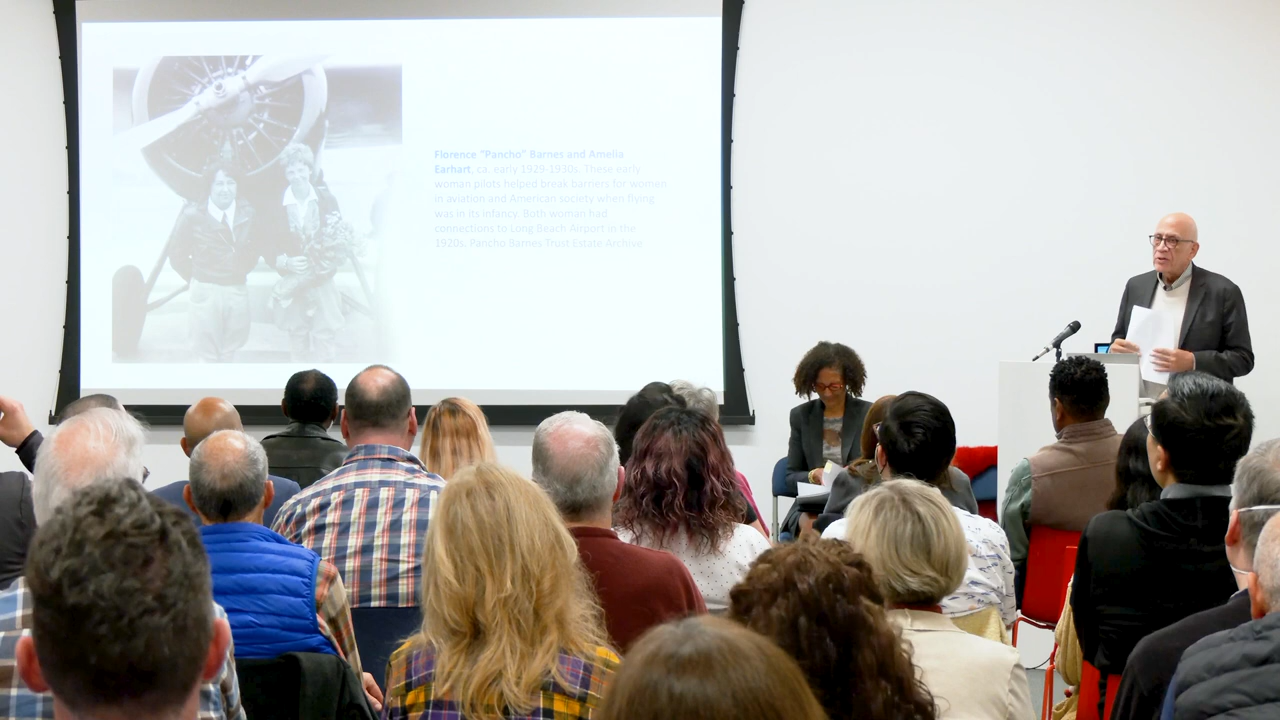 Florence "Pancho" Barnes and Amelia
Earhart, ca. early 1929-1930s. These early
woman pilots helped break barriers for women
in aviation and American society when flying
was in its infancy. Both woman had
connections to Long Beach Airport in the
1920s. Pancho Barnes Trust Estate Archive